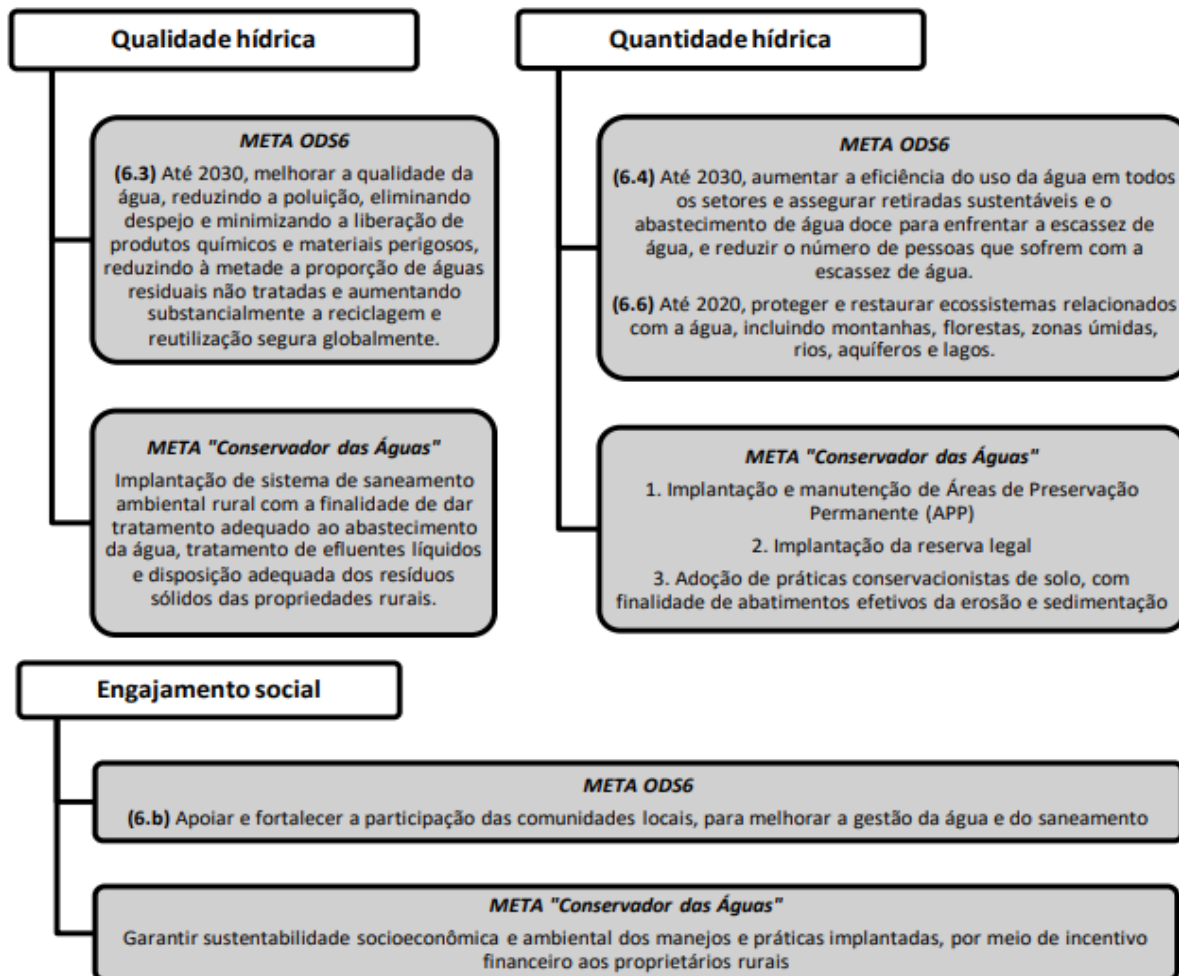 Qualidade hídrica
META ODS6
(6.3) Até 2030, melhorar a qualidade da
água, reduzindo a poluição, eliminando
despejo e minimizando a liberação de
produtos químicos e materiais perigosos,
reduzindo à metade a proporção de águas
residuais não tratadas e aumentando
substancialmente a reciclagem e
reutilização segura globalmente.
META "Conservador das Águas"
Implantação de sistema de saneamento
ambiental rural com a finalidade de dar
tratamento adequado ao abastecimento
da água, tratamento de efluentes líquidos
e disposição adequada dos resíduos
sólidos das propriedades rurais.
Quantidade hídrica
META ODS6
(6.4) Até 2030, aumentar a eficiência do uso da água em todos
os setores e assegurar retiradas sustentáveis e o
abastecimento de água doce para enfrentar a escassez de
água, e reduzir o número de pessoas que sofrem com a
escassez de água.
(6.6) Até 2020, proteger e restaurar ecossistemas relacionados
com a água, incluindo montanhas, florestas, zonas úmidas,
rios, aquíferos e lagos.
META "Conservador das Águas"
1. Implantação e manutenção de Áreas de Preservação
Permanente (APP)
2. Implantação da reserva legal
3. Adoção de práticas conservacionistas de solo, com
finalidade de abatimentos efetivos da erosão e sedimentação
Engajamento social
META ODS6
(6.b) Apoiar e fortalecer a participação das comunidades locais, para melhorar a gestão da água e do saneamento
META "Conservador das Águas"
Garantir sustentabilidade socioeconômica e ambiental dos manejos e práticas implantadas, por meio de incentivo
financeiro aos proprietários rurais